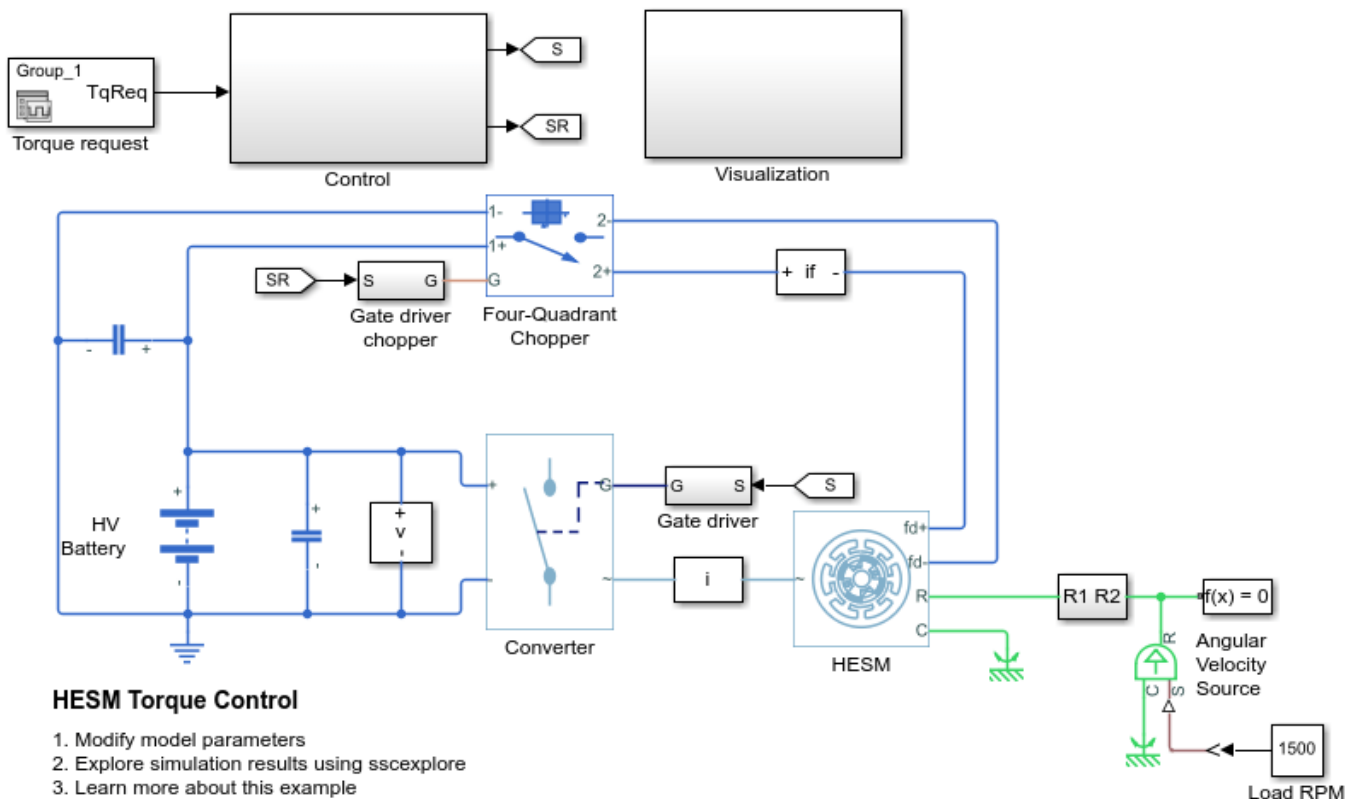 Group_1
TqReq
Torque request
Control
S
SR
Visualization
1-
1+
G
2-
2+
SR
S G
Gate driver
chopper
Four-Quadrant
Chopper
+ if -
- +
HV
Battery
+
-
+
-
+
v
-
+
-
G
~
Converter
G S
Gate driver
S
i
~
fd+
fd-
R
C
HESM
R1 R2
f(x) = 0
R
C
S
Angular
Velocity
Source
1500
Load RPM
HESM Torque Control
1. Modify model parameters
2. Explore simulation results using sscexplore
3. Learn more about this example